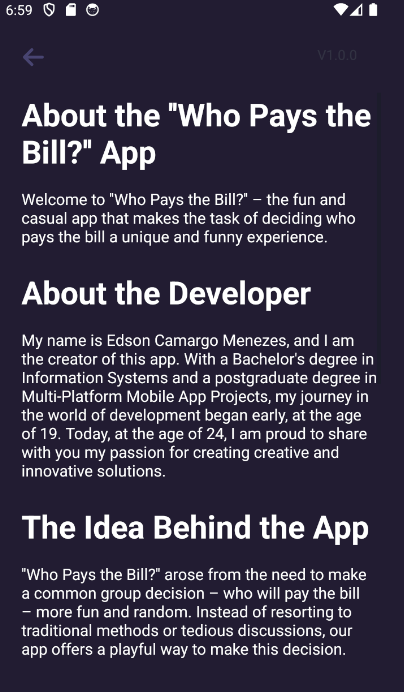 6:59
V1.0.0
About the "Who Pays the
Bill?" App
Welcome to "Who Pays the Bill?" – the fun and
casual app that makes the task of deciding who
pays the bill a unique and funny experience.
About the Developer
My name is Edson Camargo Menezes, and I am
the creator of this app. With a Bachelor's degree in
Information Systems and a postgraduate degree in
Multi-Platform Mobile App Projects, my journey in
the world of development began early, at the age
of 19. Today, at the age of 24, I am proud to share
with you my passion for creating creative and
innovative solutions.
The Idea Behind the App
"Who Pays the Bill?" arose from the need to make
a common group decision – who will pay the bill
– more fun and random. Instead of resorting to
traditional methods or tedious discussions, our
app offers a playful way to make this decision.